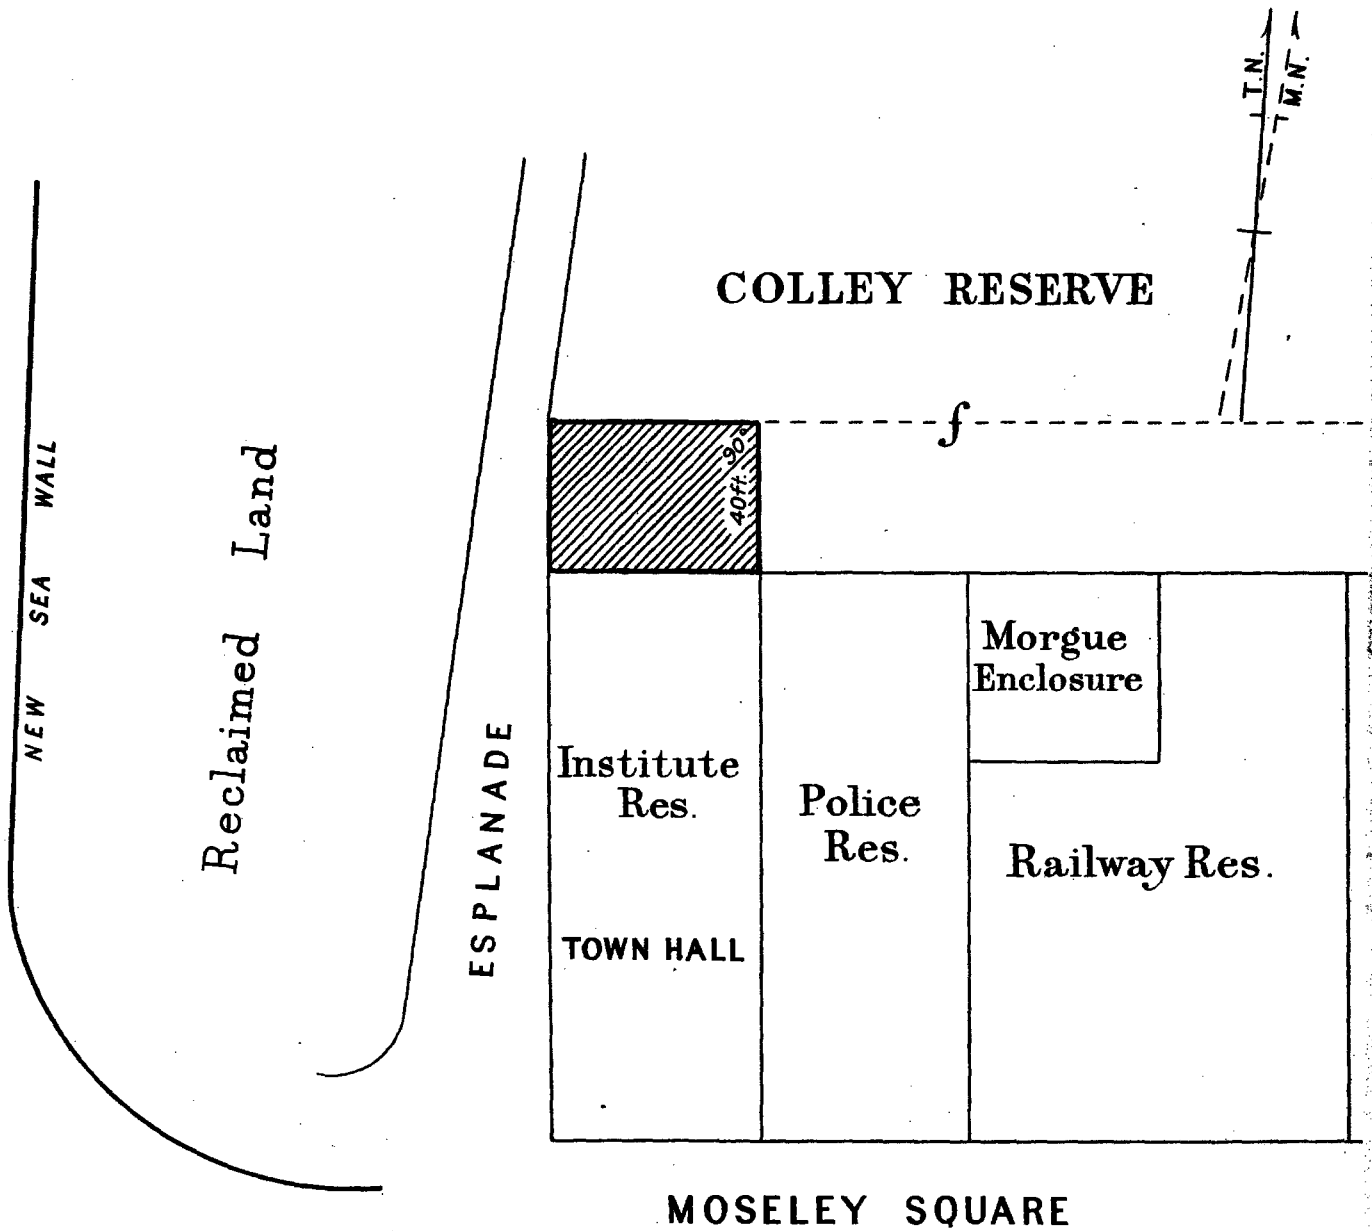 T.N.
M.N.
COLLEY RESERVE
f
90°
40ft.
NEW SEA WALL
Reclaimed Land
ESPLANADE
Morgue
Enclosure
Institute
Res.
Police
Res.
Railway Res.
TOWN HALL
MOSELEY SQUARE